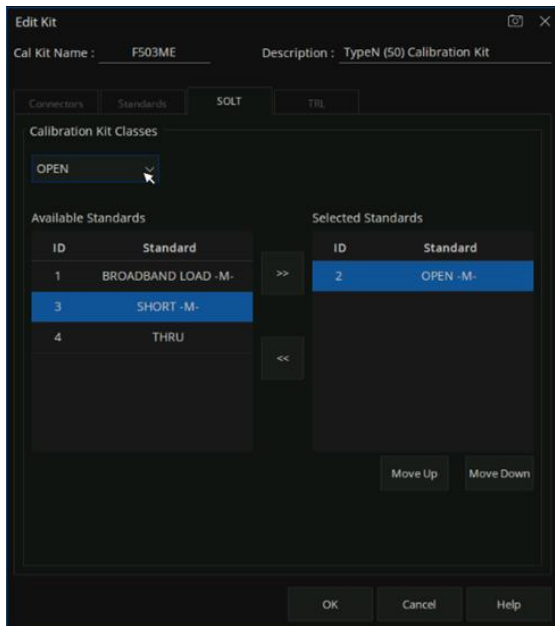 Edit Kit
Cal Kit Name : F503ME Description : TypeN (50) Calibration Kit
Connectors Standards SOLT TRL
Calibration Kit Classes
OPEN
Available Standards Selected Standards
ID Standard >> ID Standard
1 BROADBAND LOAD -M- 2 OPEN -M-
3 SHORT -M-
4 THRU
<<
Move Up Move Down
OK Cancel Help